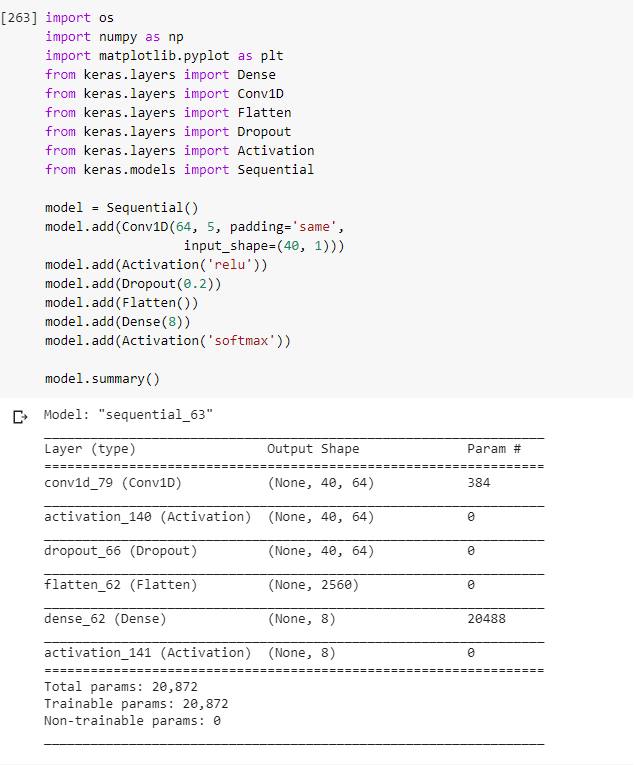 [263] import os
import numpy as np
import matplotlib.pyplot as plt
from keras.layers import Dense
from keras.layers import Conv1D
from keras.layers import Flatten
from keras.layers import Dropout
from keras.layers import Activation
from keras.models import Sequential
model = Sequential()
model.add(Conv1D(64, 5, padding='same',
input_shape=(40, 1)))
model.add(Activation('relu'))
model.add(Dropout(0.2))
model.add(Flatten())
model.add(Dense(8))
model.add(Activation('softmax'))
model.summary()
Model: "sequential_63"
Layer (type) Output Shape Param #
=================================================================
conv1d_79 (Conv1D) (None, 40, 64) 384
activation_140 (Activation) (None, 40, 64) 0
dropout_66 (Dropout) (None, 40, 64) 0
flatten_62 (Flatten) (None, 2560) 0
dense_62 (Dense) (None, 8) 20488
activation_141 (Activation) (None, 8) 0
=================================================================
Total params: 20,872
Trainable params: 20,872
Non-trainable params: 0